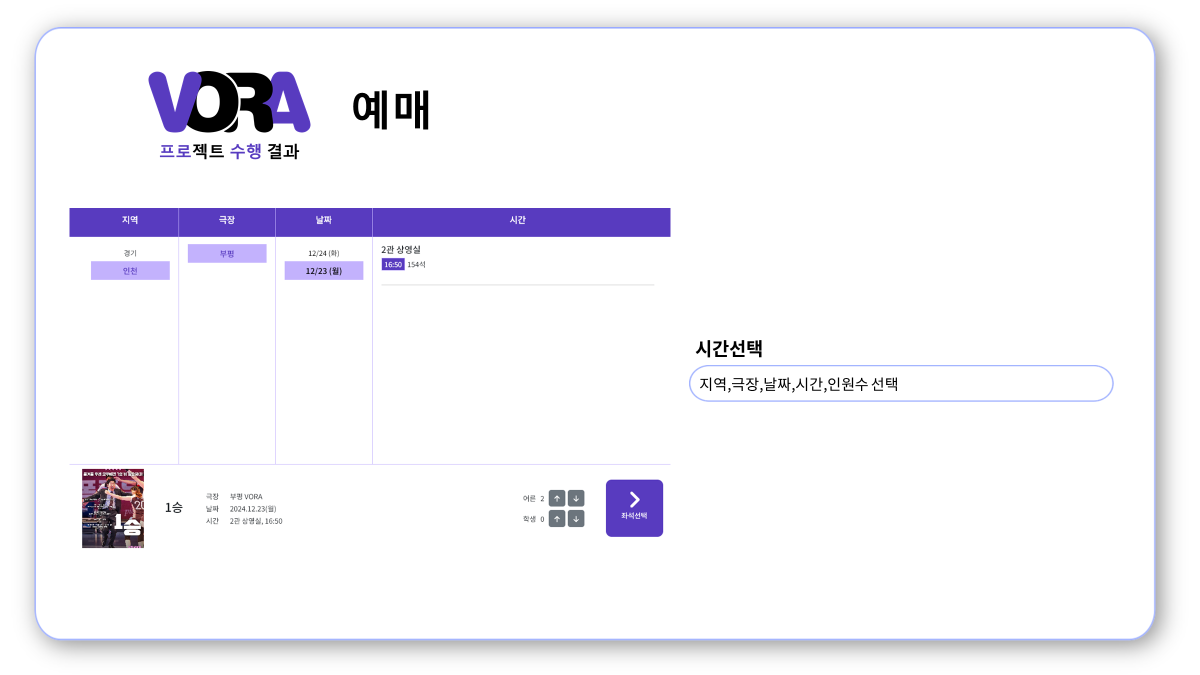 VORA
예매
프로젝트 수행 결과
지역 극장 날짜 시간
경기
인천
부평
12/24 (화)
12/23 (월)
2관 상영실
16:50 154석
시간선택
지역,극장,날짜,시간,인원수 선택
1승
1승
극장 부평 VORA
날짜 2024.12.23(월)
시간 2관 상영실, 16:50
어른 2
학생 0
좌석선택